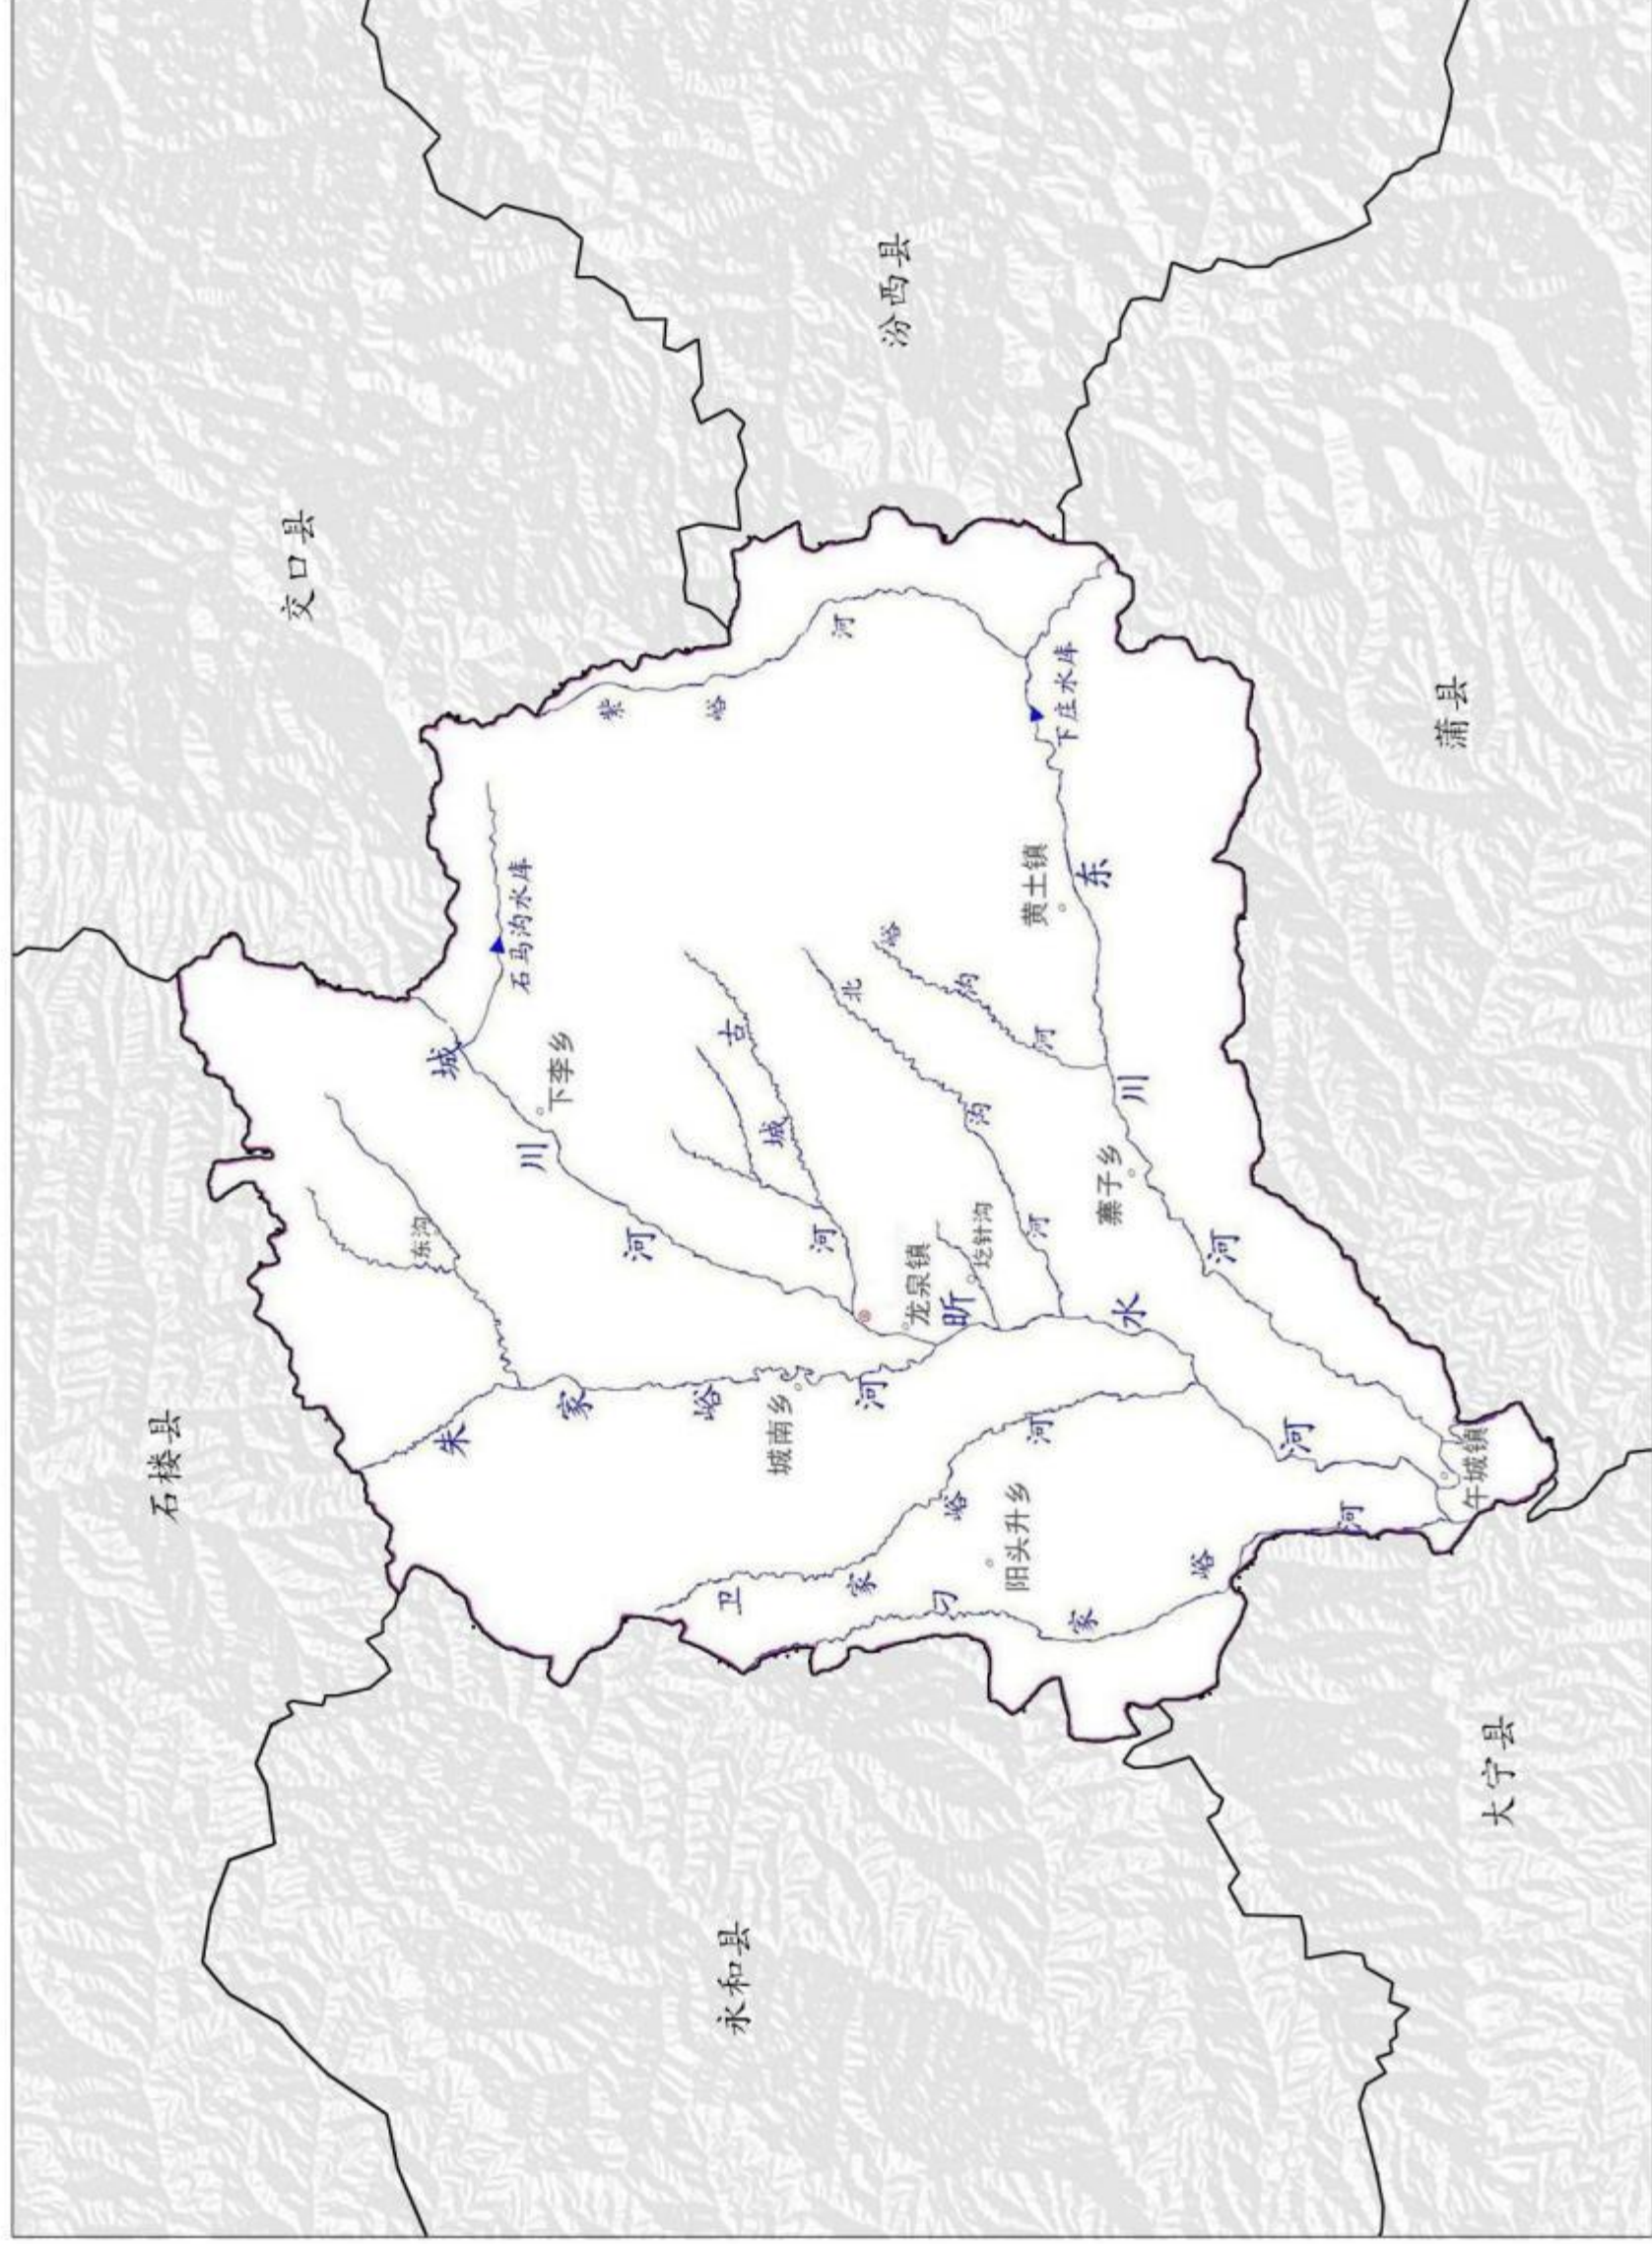 石楼县
交口县
永和县
汾西县
大宁县
蒲县
朱家峪河
东沟
城川河
石马沟水库
下李乡
紫峪河
城南乡
古城河
龙泉镇
圪针沟
昕水河
北沟河
峪沟河
卫家峪河
阳头升乡
刁家峪河
黄土镇
下庄水库
东川河
寨子乡
午城镇